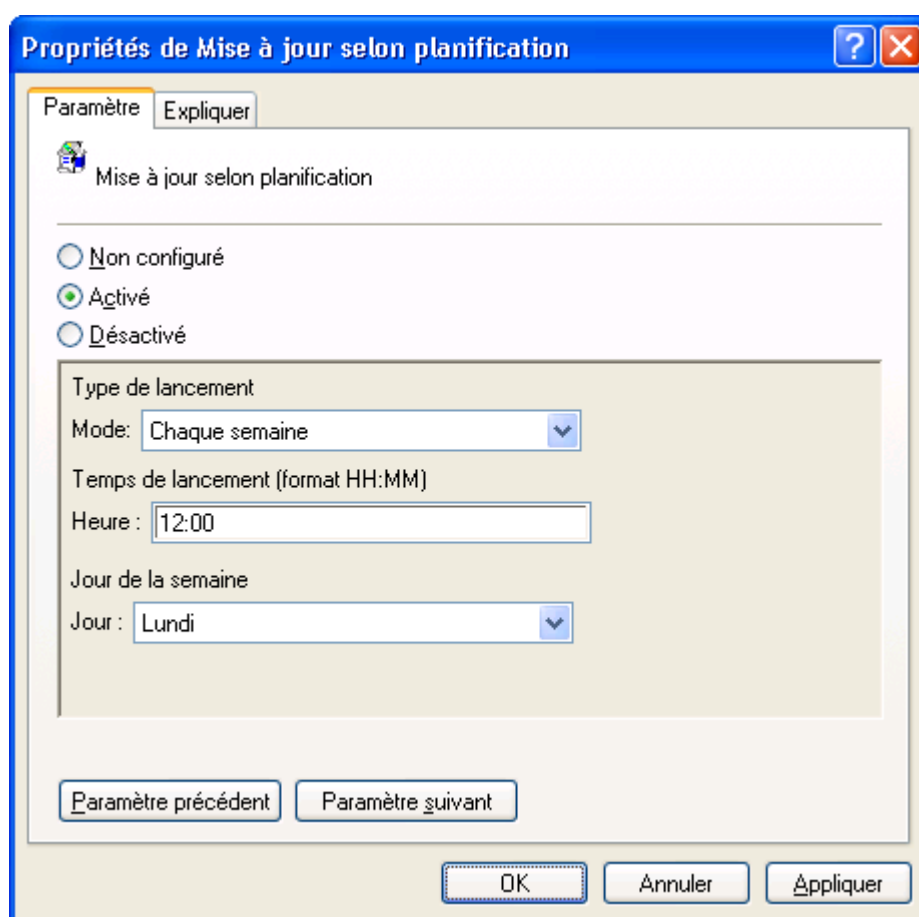 Propriétés de Mise à jour selon planification
Paramètre Expliquer
Mise à jour selon planification
Non configuré
Activé
Désactivé
Type de lancement
Mode: Chaque semaine
Temps de lancement (format HH:MM)
Heure : 12:00
Jour de la semaine
Jour : Lundi
Paramètre précédent Paramètre suivant
OK Annuler Appliquer